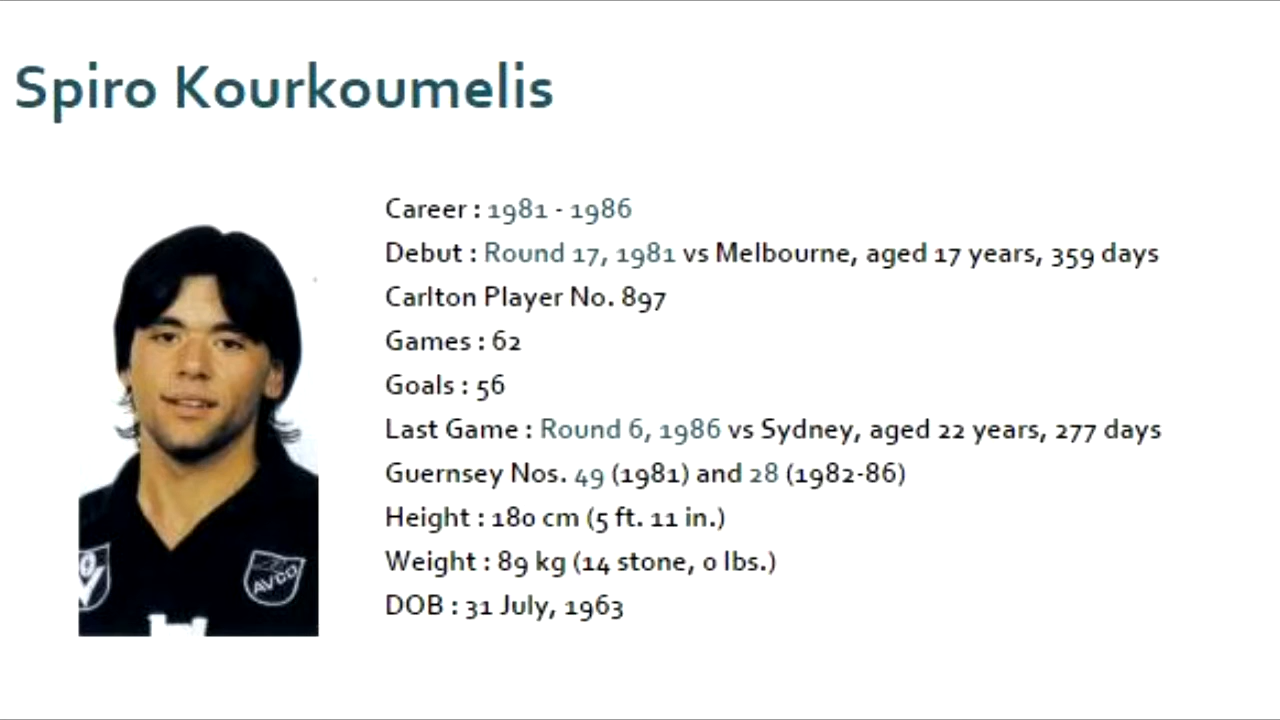 Spiro Kourkoumelis
Career : 1981 - 1986
Debut : Round 17, 1981 vs Melbourne, aged 17 years, 359 days
Carlton Player No. 897
Games : 62
Goals : 56
Last Game : Round 6, 1986 vs Sydney, aged 22 years, 277 days
Guernsey Nos. 49 (1981) and 28 (1982-86)
Height : 180 cm (5 ft. 11 in.)
Weight : 89 kg (14 stone, 0 lbs.)
DOB : 31 July, 1963
AVCO